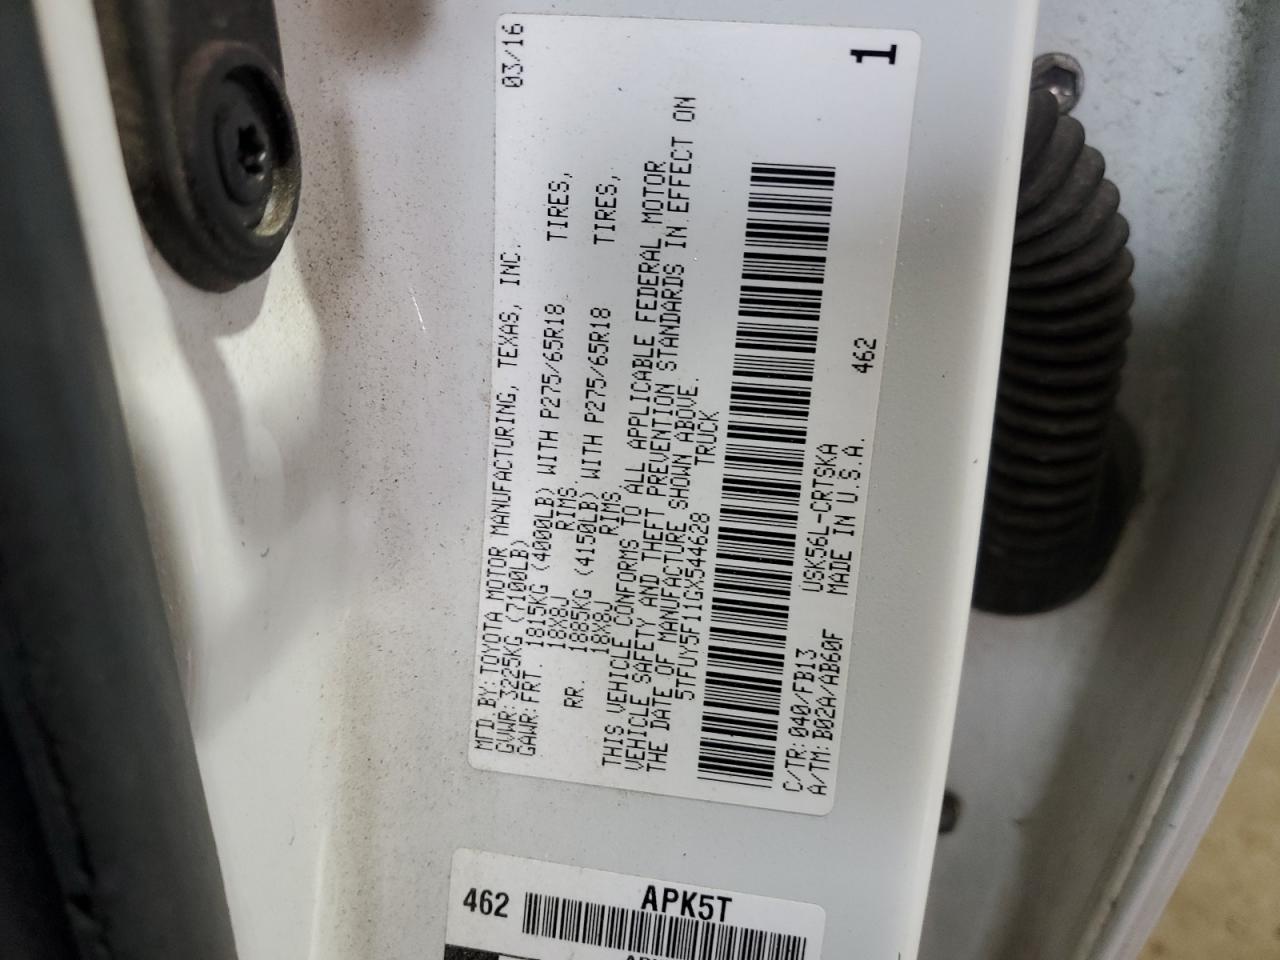 MFD.BY: TOYOTA MOTOR MANUFACTURING, TEXAS, INC. 03/16
GVWR: 3225KG (7100LB)
GAWR: FRT. 1815KG (4000LB) WITH P275/65R18 TIRES,
18X8J RIMS
RR. 1885KG (4150LB) WITH P275/65R18 TIRES,
18X8J RIMS
THIS VEHICLE CONFORMS TO ALL APPLICABLE FEDERAL MOTOR
VEHICLE SAFETY AND THEFT PREVENTION STANDARDS IN EFFECT ON
THE DATE OF MANUFACTURE SHOWN ABOVE.
5TFUY5F11GX544628 TRUCK
C/TR: 040/FB13 USK56L-CRTSKA 462
A/TM: B02A/AB60F MADE IN U.S.A.
1
462 APK5T